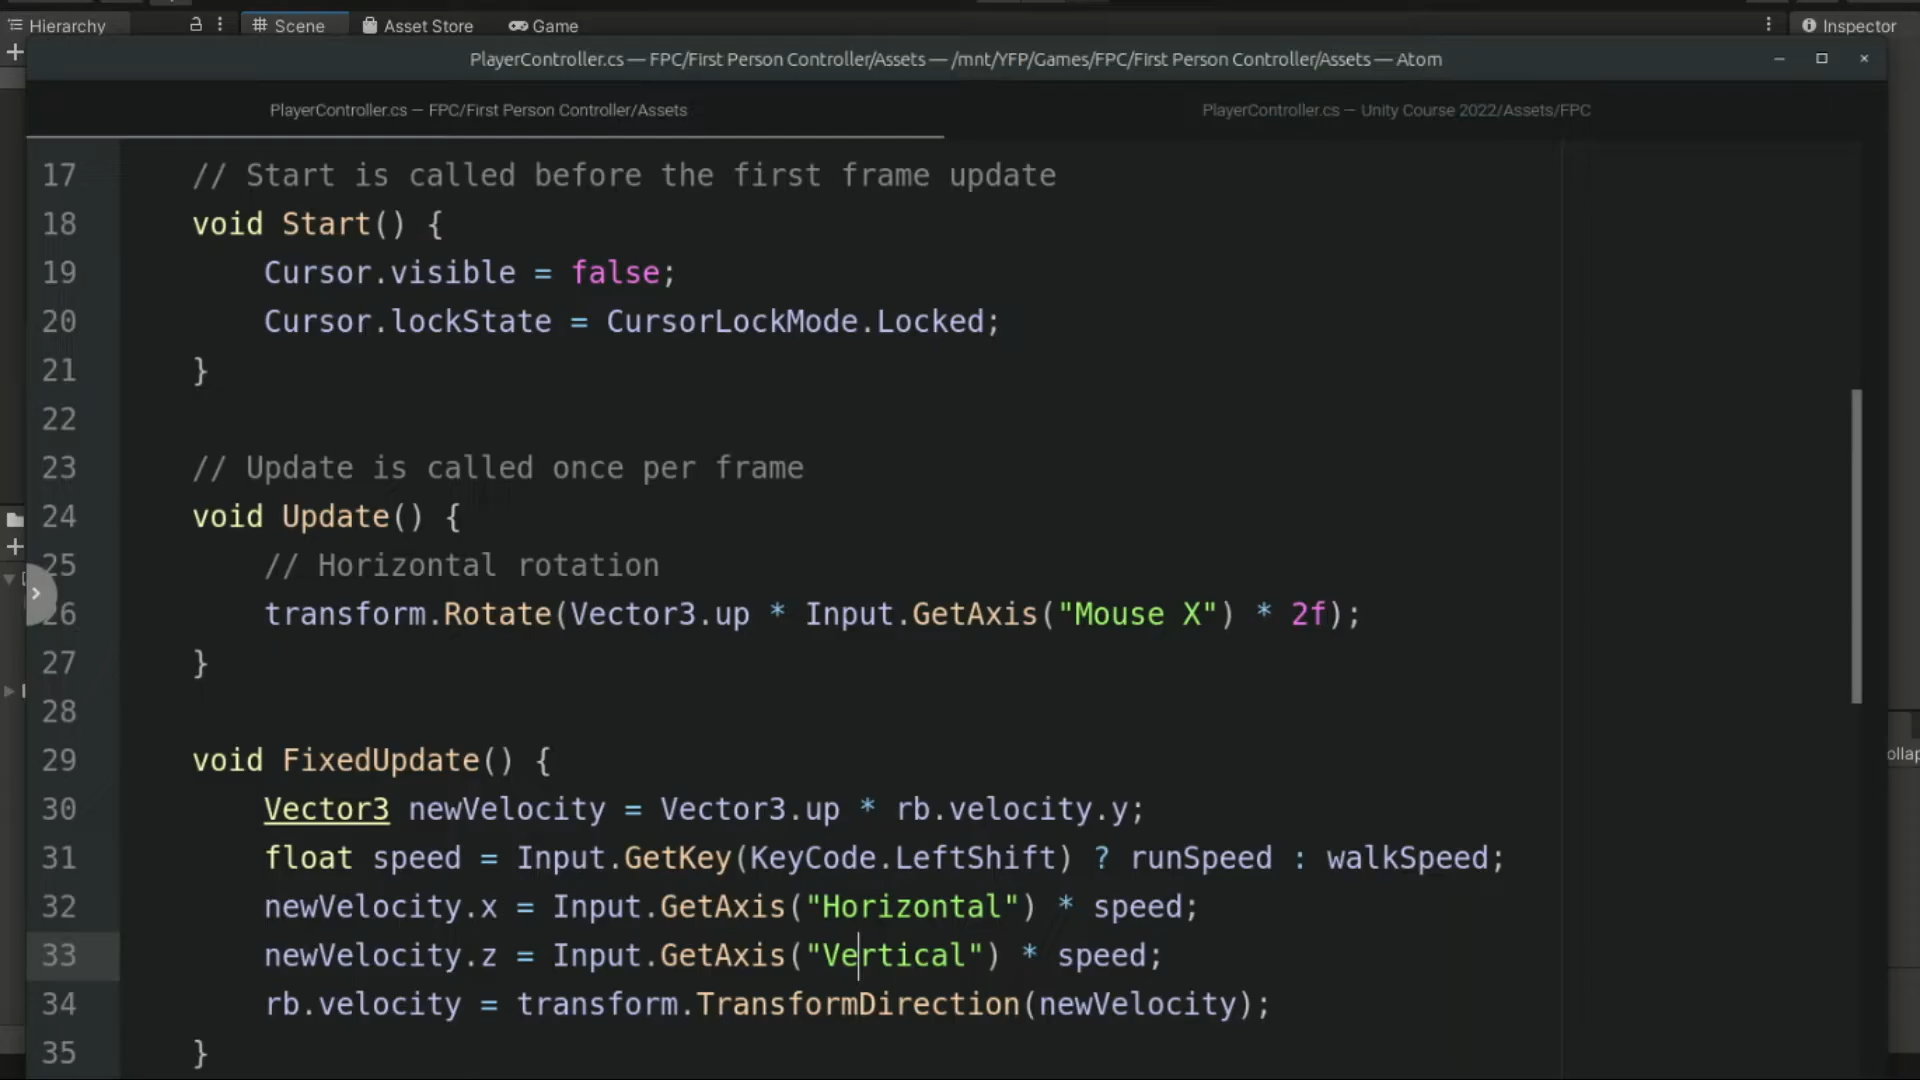 Hierarchy
Scene
Asset Store
Game
Inspector
PlayerController.cs — FPC/First Person Controller/Assets — /mnt/YFP/Games/FPC/First Person Controller/Assets — Atom
PlayerController.cs — FPC/First Person Controller/Assets
PlayerController.cs — Unity Course 2022/Assets/FPC
17 // Start is called before the first frame update
18 void Start() {
19 Cursor.visible = false;
20 Cursor.lockState = CursorLockMode.Locked;
21 }
22
23 // Update is called once per frame
24 void Update() {
25 // Horizontal rotation
26 transform.Rotate(Vector3.up * Input.GetAxis("Mouse X") * 2f);
27 }
28
29 void FixedUpdate() {
30 Vector3 newVelocity = Vector3.up * rb.velocity.y;
31 float speed = Input.GetKey(KeyCode.LeftShift) ? runSpeed : walkSpeed;
32 newVelocity.x = Input.GetAxis("Horizontal") * speed;
33 newVelocity.z = Input.GetAxis("Vertical") * speed;
34 rb.velocity = transform.TransformDirection(newVelocity);
35 }